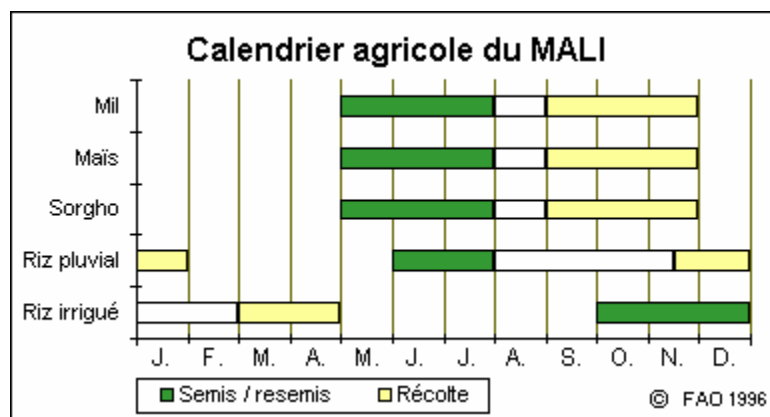 Calendrier agricole du MALI
Mil
Maïs
Sorgho
Riz pluvial
Riz irrigué
J. F. M. A. M. J. J. A. S. O. N. D.
Semis / resemis Récolte
© FAO 1996